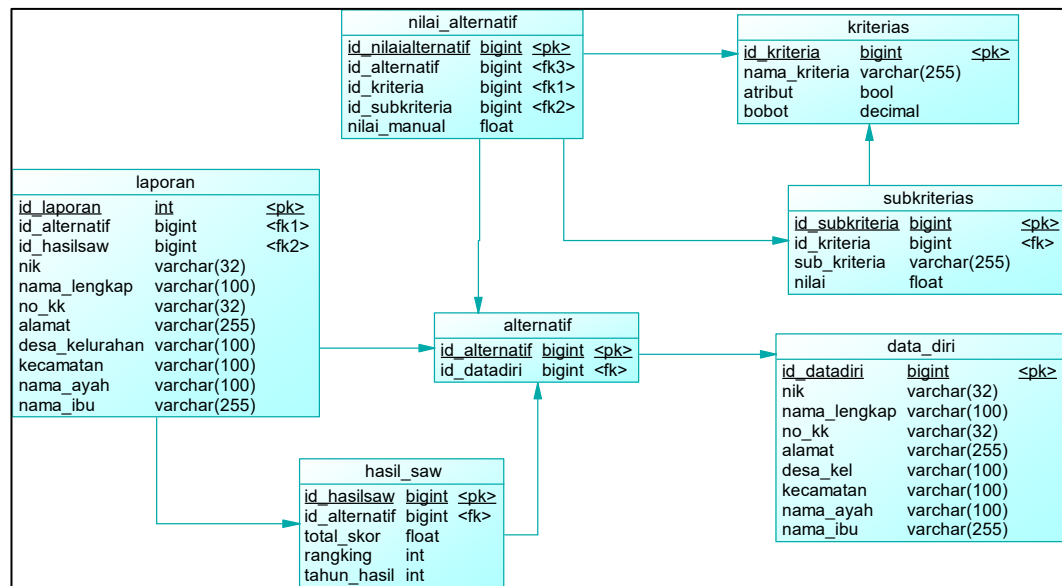 nilai_alternatif
id_nilaialternatif bigint <pk>
id_alternatif bigint <fk3>
id_kriteria bigint <fk1>
id_subkriteria bigint <fk2>
nilai_manual float
kriterias
id_kriteria bigint <pk>
nama_kriteria varchar(255)
atribut bool
bobot decimal
laporan
id_laporan int <pk>
id_alternatif bigint <fk1>
id_hasilsaw bigint <fk2>
nik varchar(32)
nama_lengkap varchar(100)
no_kk varchar(32)
alamat varchar(255)
desa_kelurahan varchar(100)
kecamatan varchar(100)
nama_ayah varchar(100)
nama_ibu varchar(255)
subkriterias
id_subkriteria bigint <pk>
id_kriteria bigint <fk>
sub_kriteria varchar(255)
nilai float
alternatif
id_alternatif bigint <pk>
id_datadiri bigint <fk>
data_diri
id_datadiri bigint <pk>
nik varchar(32)
nama_lengkap varchar(100)
no_kk varchar(32)
alamat varchar(255)
desa_kel varchar(100)
kecamatan varchar(100)
nama_ayah varchar(100)
nama_ibu varchar(255)
hasil_saw
id_hasilsaw bigint <pk>
id_alternatif bigint <fk>
total_skor float
rangking int
tahun_hasil int